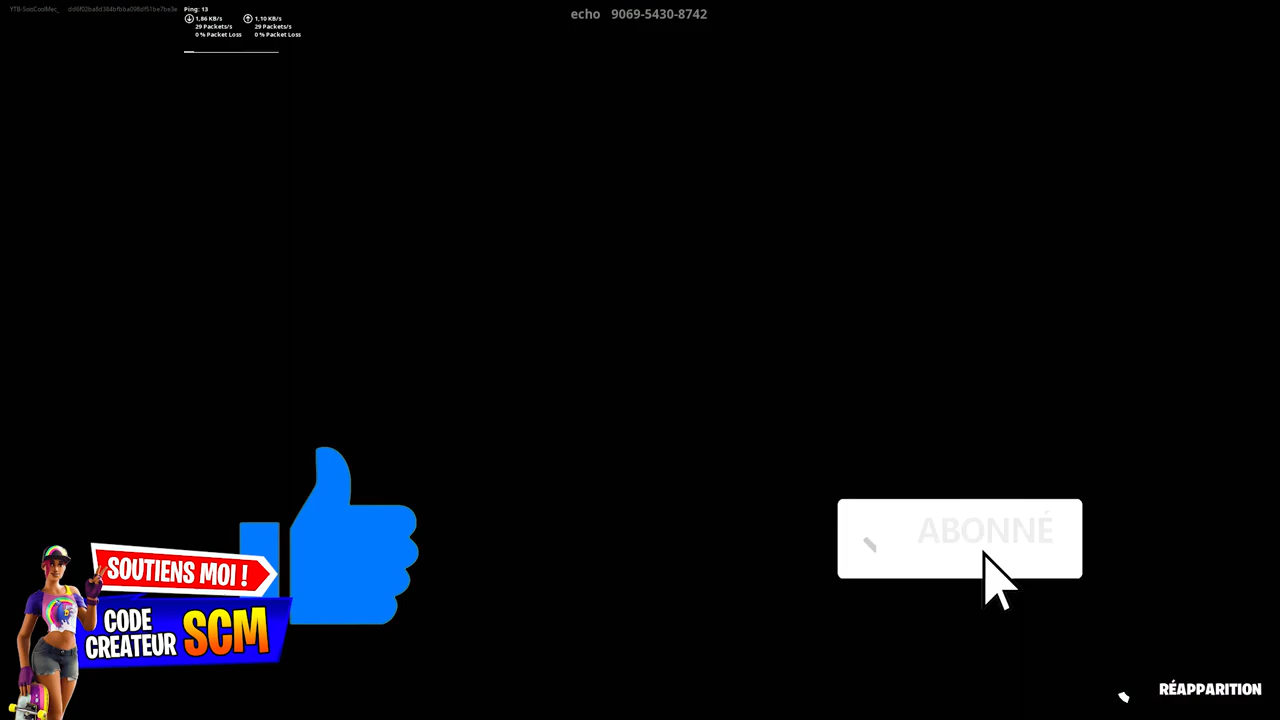 Ping: 13
1,86 KB/s 1,10 KB/s
29 Packets/s 29 Packets/s
0 % Packet Loss 0 % Packet Loss
echo 9069-5430-8742
ABONNÉ
SOUTIENS MOI !
CODE
CREATEUR SCM
RÉAPPARITION